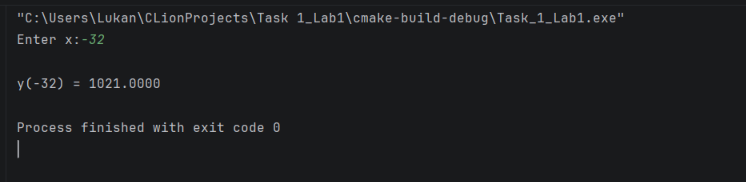 "C:\Users\Lukan\CLionProjects\Task 1_Lab1\cmake-build-debug\Task_1_Lab1.exe"
Enter x:-32
y(-32) = 1021.0000
Process finished with exit code 0